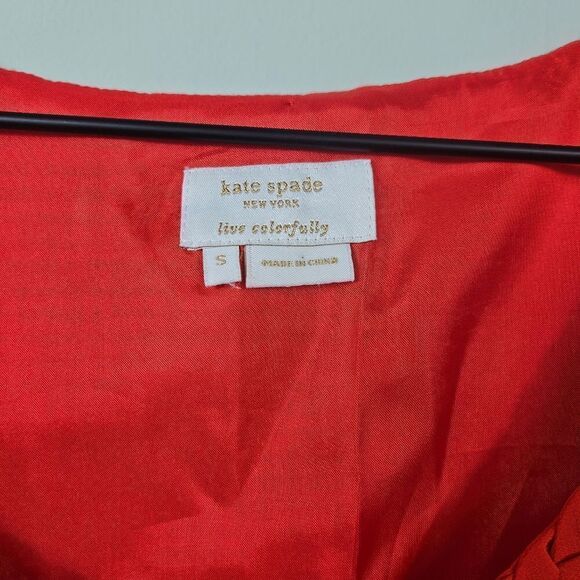 kate spade
NEW YORK
live colorfully
S
MADE IN CHINA